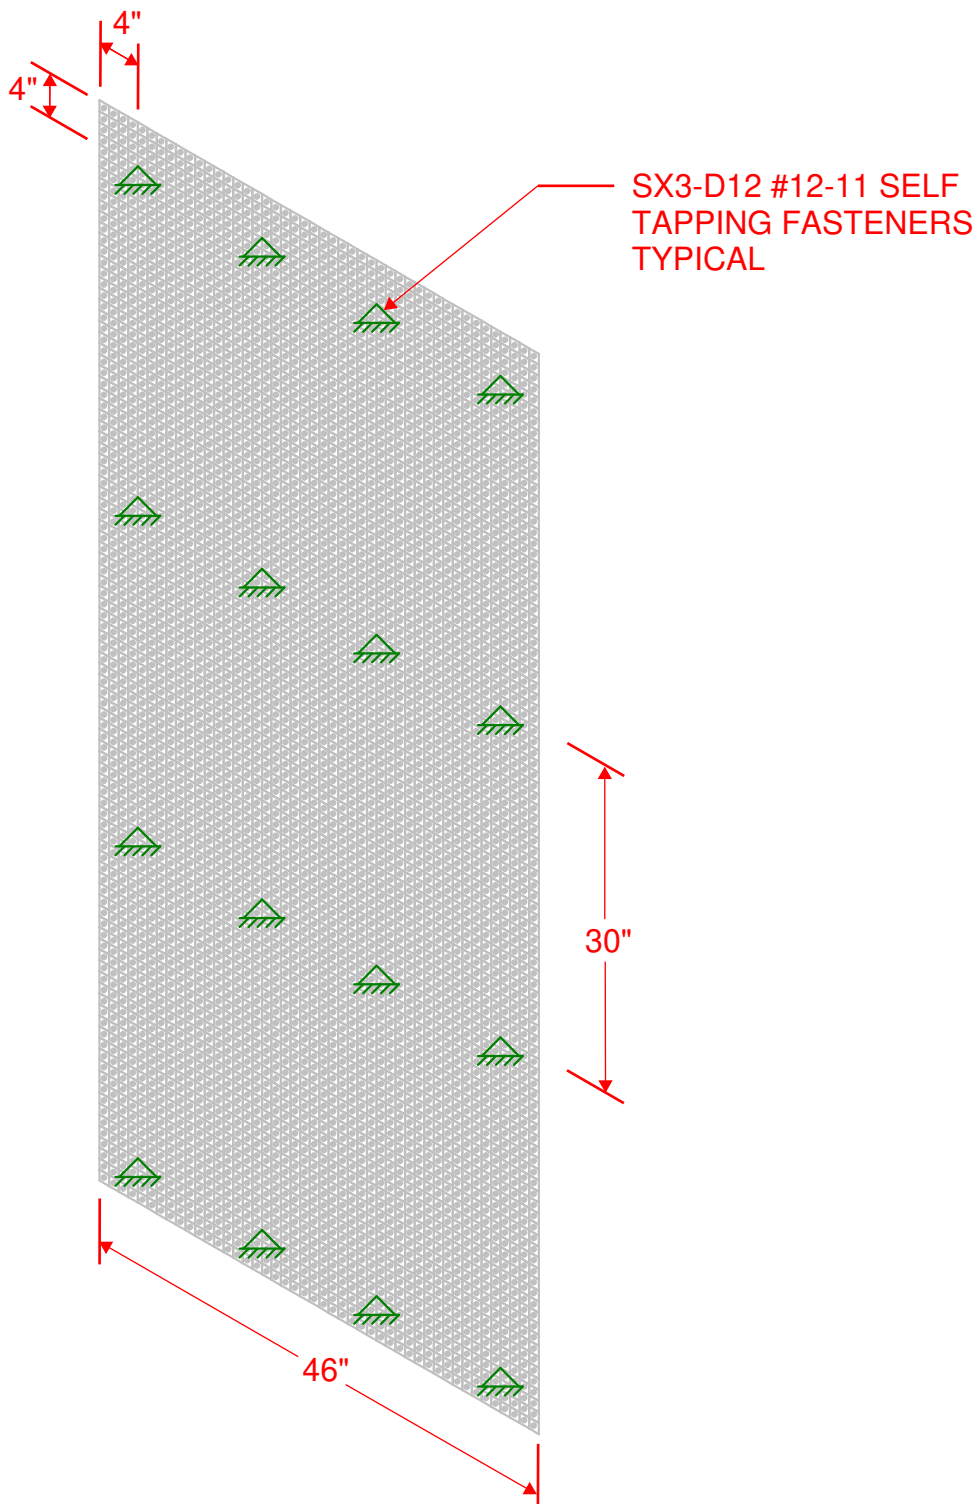 4"
4"
SX3-D12 #12-11 SELF
TAPPING FASTENERS
TYPICAL
30"
46"